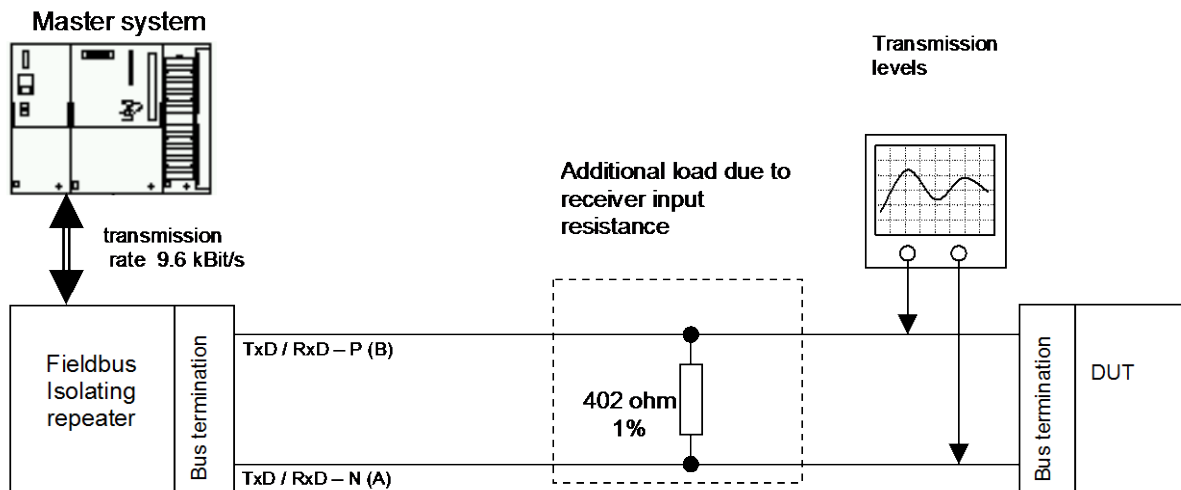 Master system
Transmission
levels
Additional load due to
receiver input
resistance
transmission
rate 9.6 kBit/s
Fieldbus
Isolating
repeater
Bus termination
TxD / RxD – P (B)
402 ohm
1%
TxD / RxD – N (A)
Bus termination
DUT